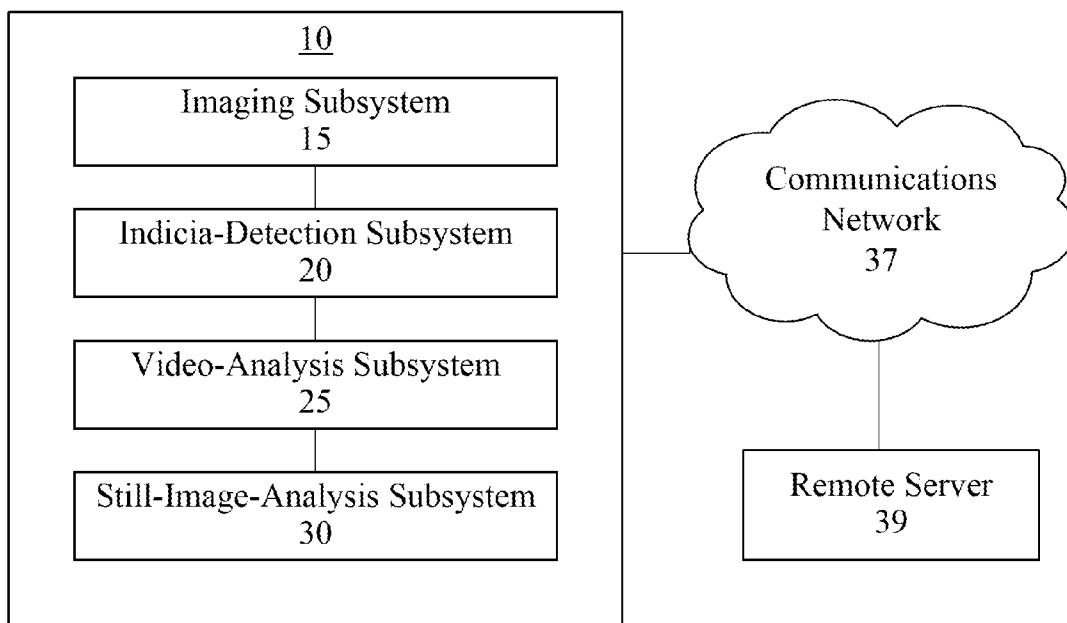 10
Imaging Subsystem
15
Indicia-Detection Subsystem
20
Video-Analysis Subsystem
25
Still-Image-Analysis Subsystem
30
Communications
Network
37
Remote Server
39